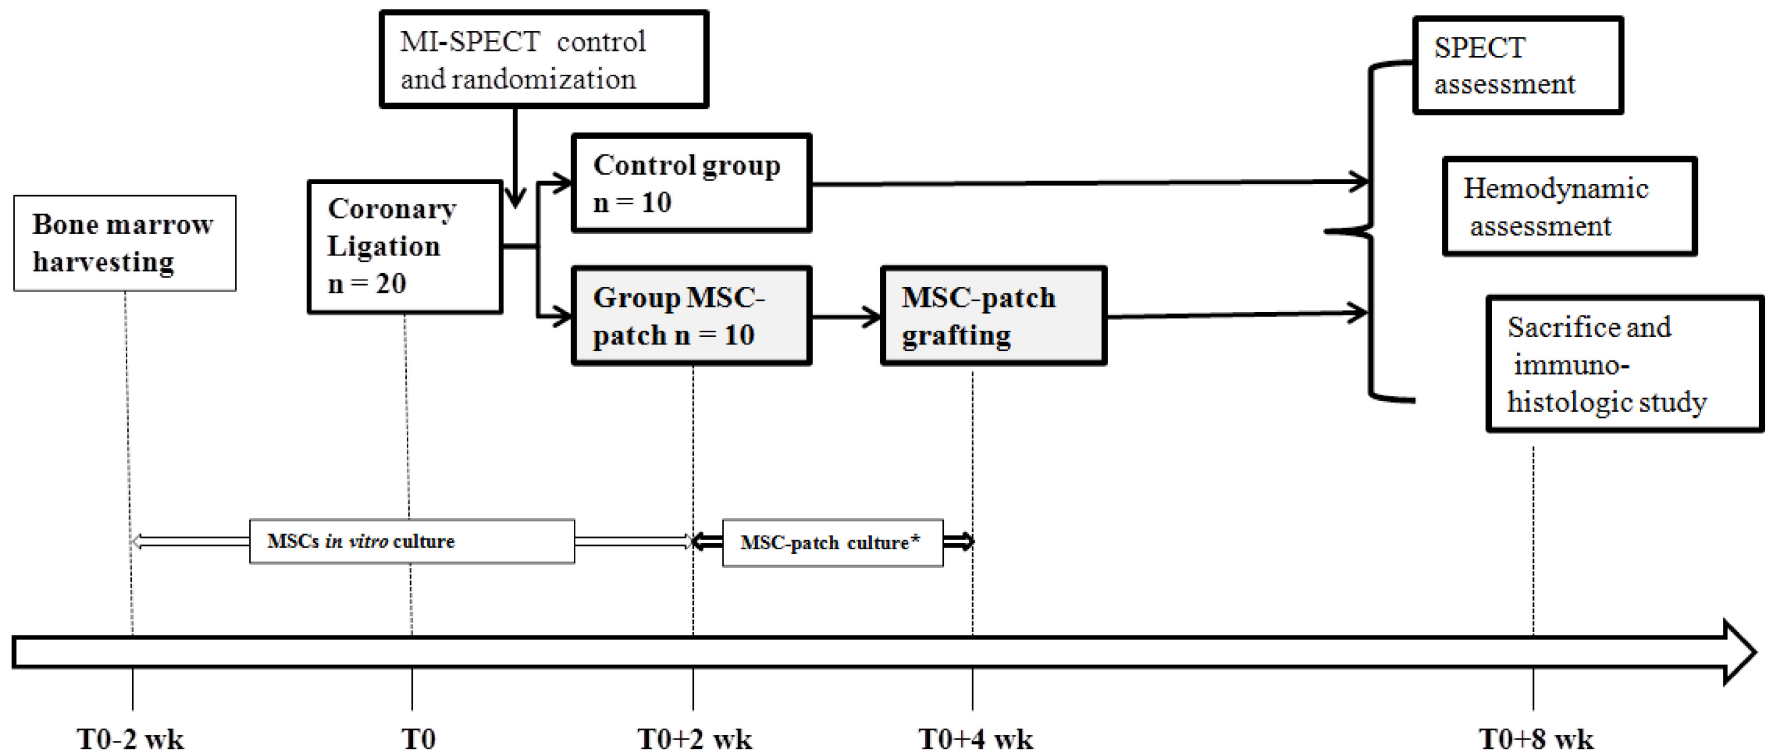 MI-SPECT control
and randomization
SPECT
assessment
Control group
n = 10
Coronary
Ligation
n = 20
Bone marrow
harvesting
Hemodynamic
assessment
Group MSC-
patch n = 10
MSC-patch
grafting
Sacrifice and
immuno-
histologic study
MSCs in vitro culture
MSC-patch culture*
T0-2 wk
T0
T0+2 wk
T0+4 wk
T0+8 wk